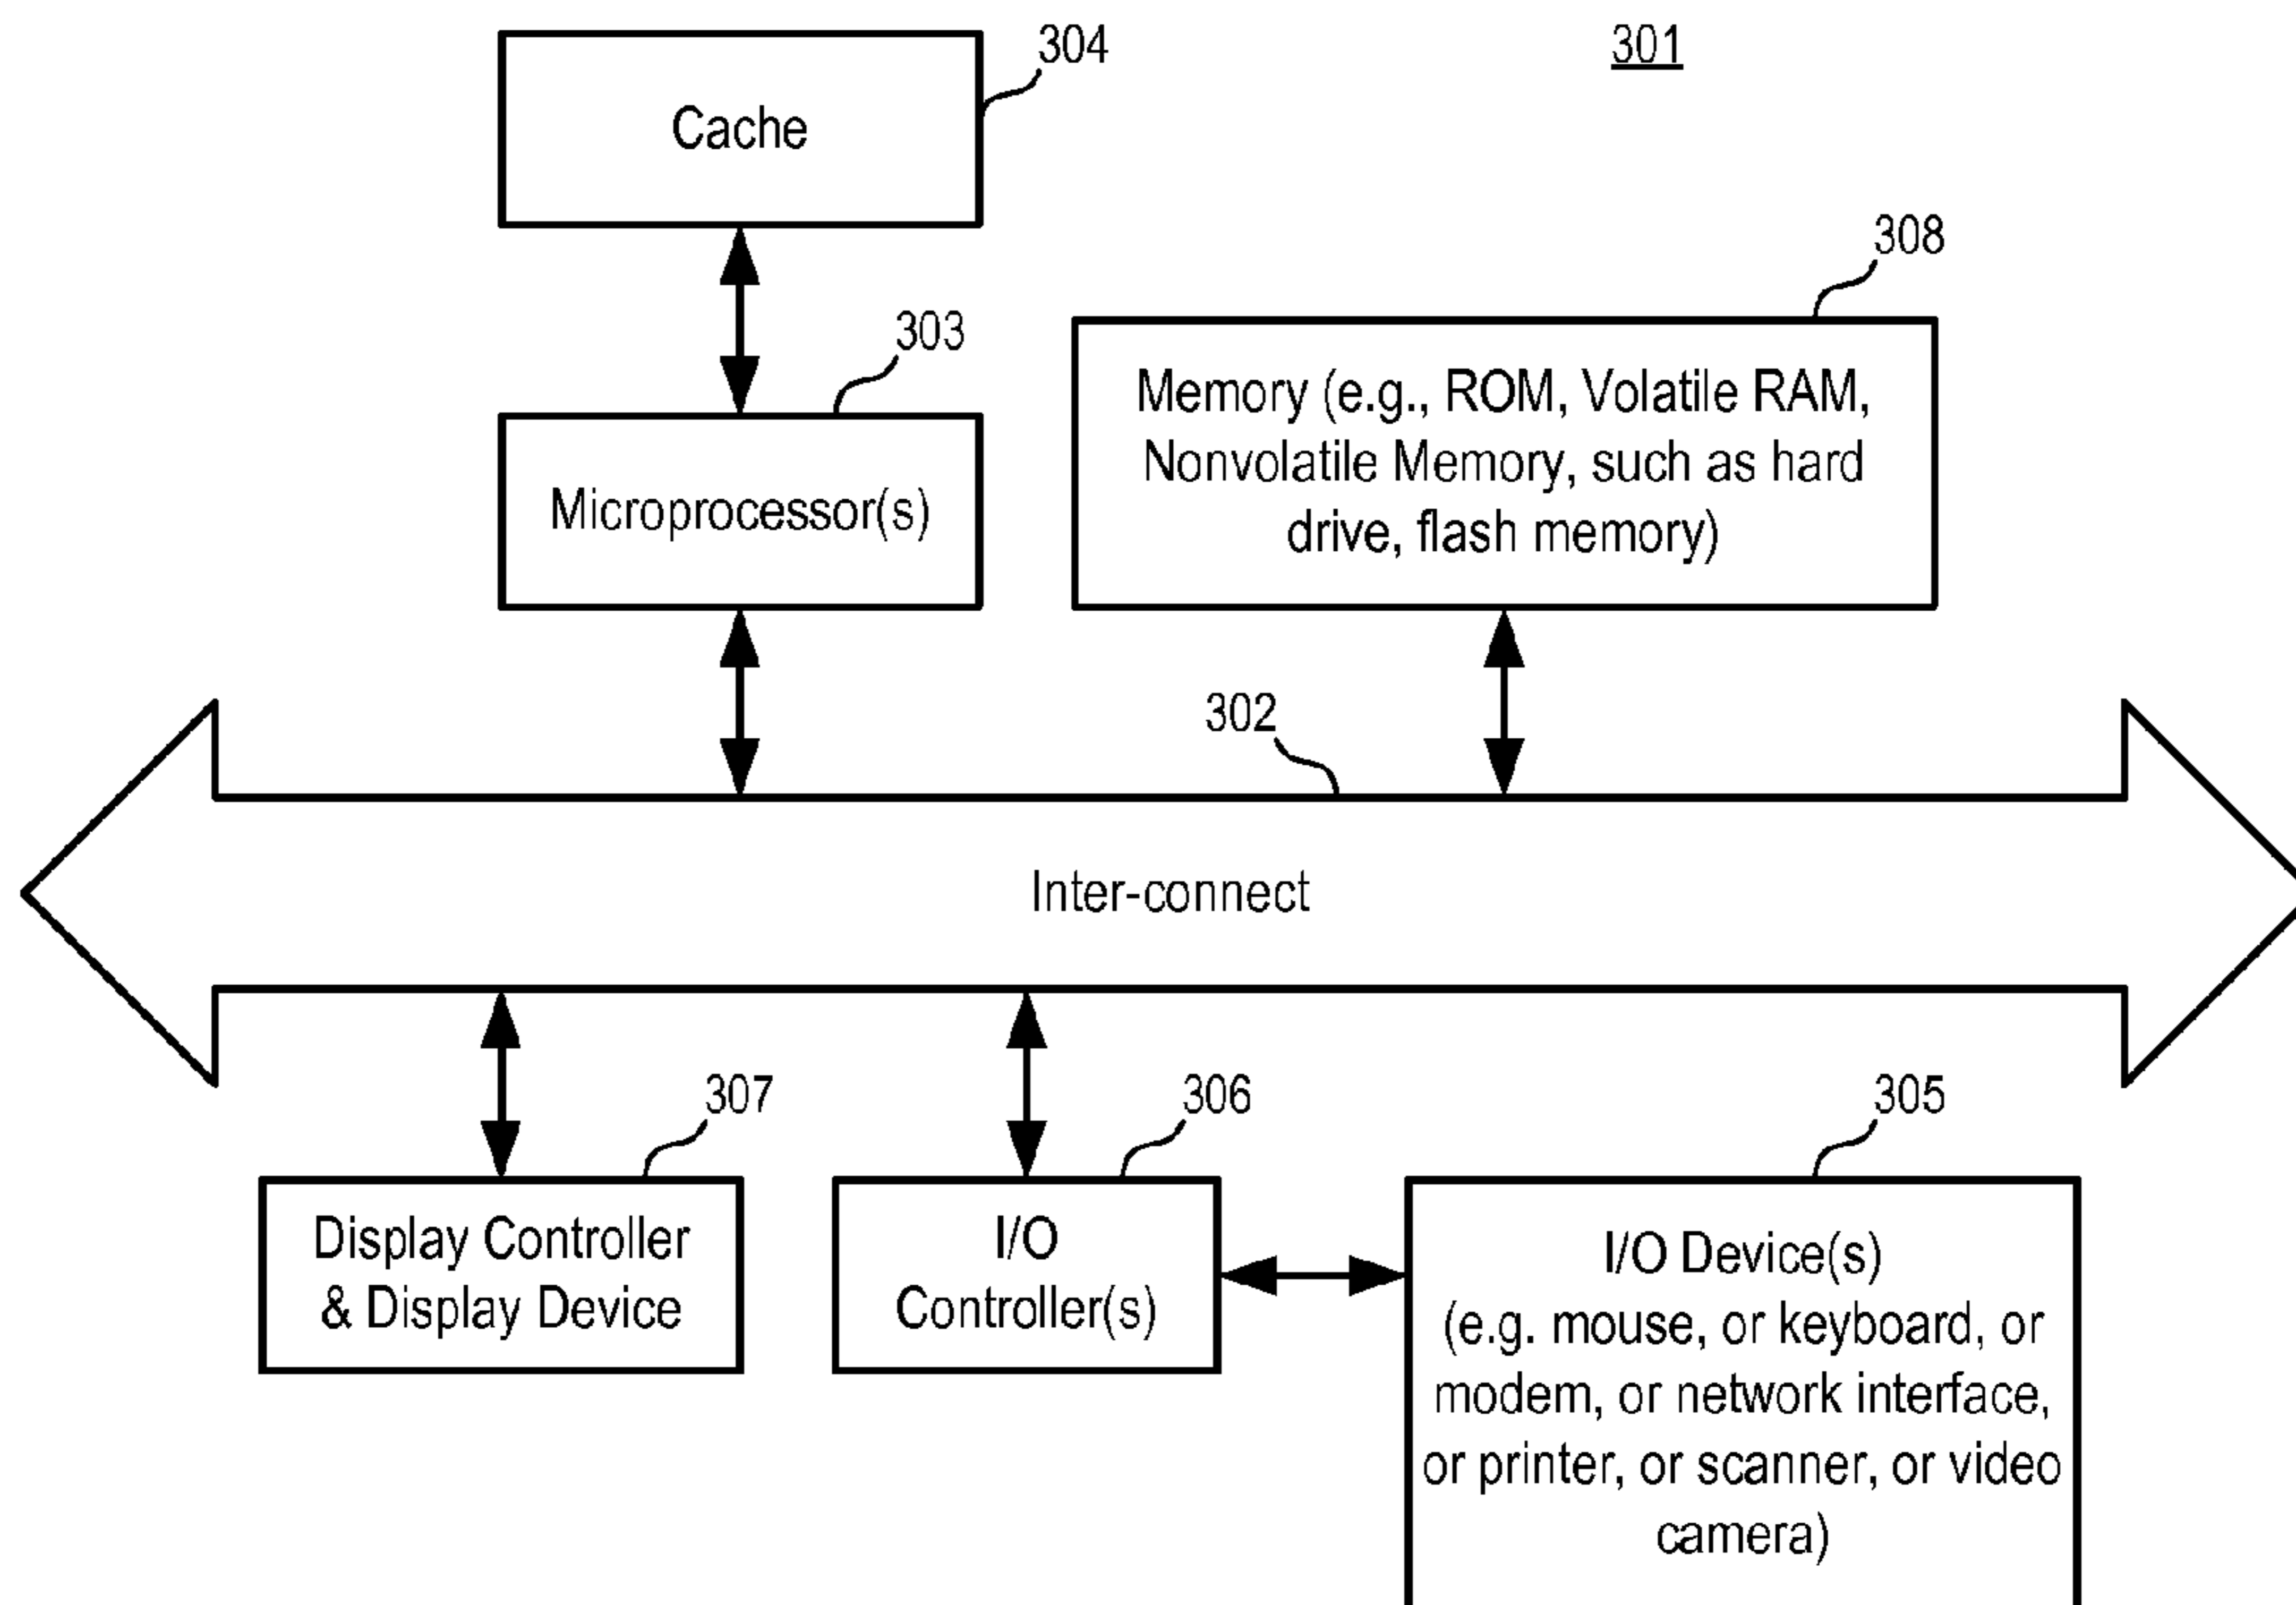 304
301
Cache
308
303
Memory (e.g., ROM, Volatile RAM,
Nonvolatile Memory, such as hard
drive, flash memory)
Microprocessor(s)
302
Inter-connect
307
306
305
Display Controller
& Display Device
I/O
Controller(s)
I/O Device(s)
(e.g. mouse, or keyboard, or
modem, or network interface,
or printer, or scanner, or video
camera)